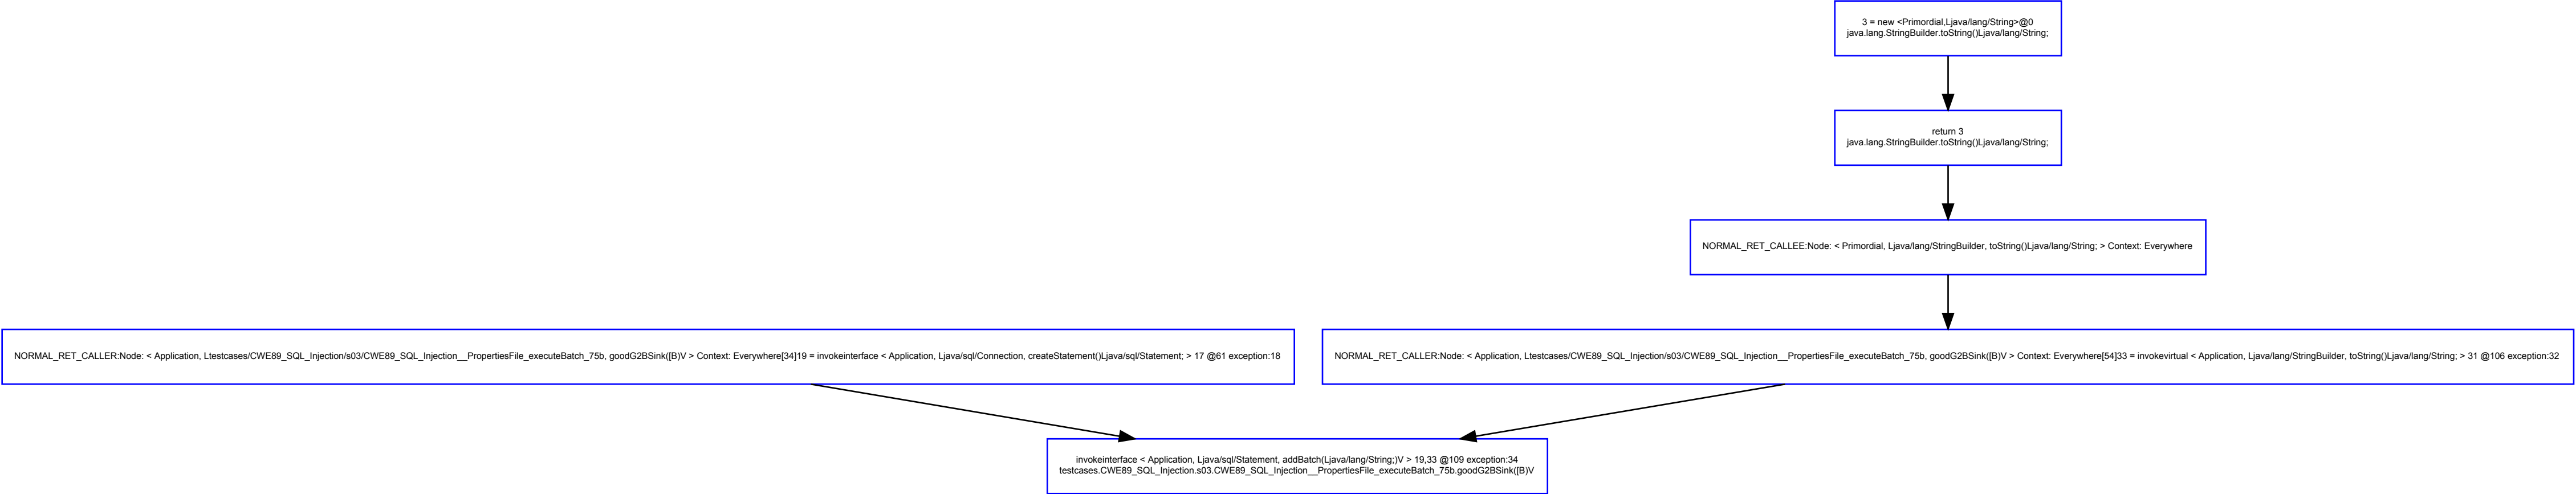 3 = new <Primordial,Ljava/lang/String>@0
java.lang.StringBuilder.toString()Ljava/lang/String;
return 3
java.lang.StringBuilder.toString()Ljava/lang/String;
NORMAL_RET_CALLEE:Node: < Primordial, Ljava/lang/StringBuilder, toString()Ljava/lang/String; > Context: Everywhere
NORMAL_RET_CALLER:Node: < Application, Ltestcases/CWE89_SQL_Injection/s03/CWE89_SQL_Injection__PropertiesFile_executeBatch_75b, goodG2BSink([B)V > Context: Everywhere[34]19 = invokeinterface < Application, Ljava/sql/Connection, createStatement()Ljava/sql/Statement; > 17 @61 exception:18
NORMAL_RET_CALLER:Node: < Application, Ltestcases/CWE89_SQL_Injection/s03/CWE89_SQL_Injection__PropertiesFile_executeBatch_75b, goodG2BSink([B)V > Context: Everywhere[54]33 = invokevirtual < Application, Ljava/lang/StringBuilder, toString()Ljava/lang/String; > 31 @106 exception:32
invokeinterface < Application, Ljava/sql/Statement, addBatch(Ljava/lang/String;)V > 19,33 @109 exception:34
testcases.CWE89_SQL_Injection.s03.CWE89_SQL_Injection__PropertiesFile_executeBatch_75b.goodG2BSink([B)V